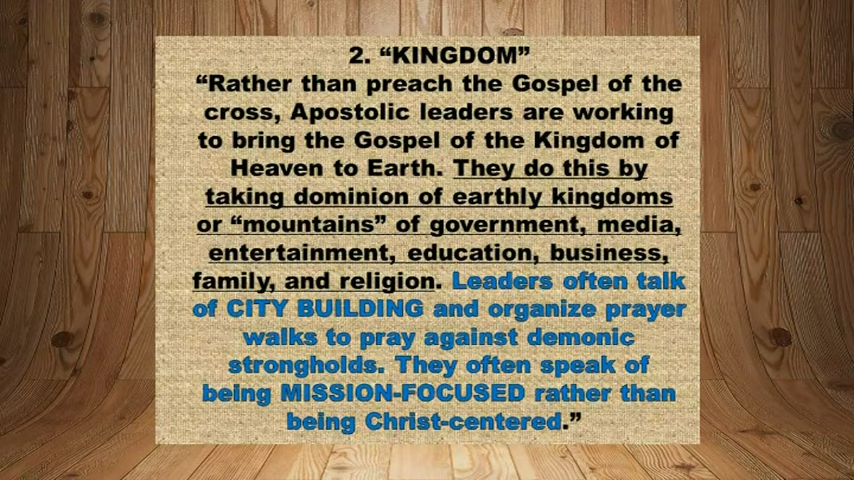 2. “KINGDOM”
“Rather than preach the Gospel of the
cross, Apostolic leaders are working
to bring the Gospel of the Kingdom of
Heaven to Earth. They do this by
taking dominion of earthly kingdoms
or “mountains” of government, media,
entertainment, education, business,
family, and religion. Leaders often talk
of CITY BUILDING and organize prayer
walks to pray against demonic
strongholds. They often speak of
being MISSION-FOCUSED rather than
being Christ-centered.”